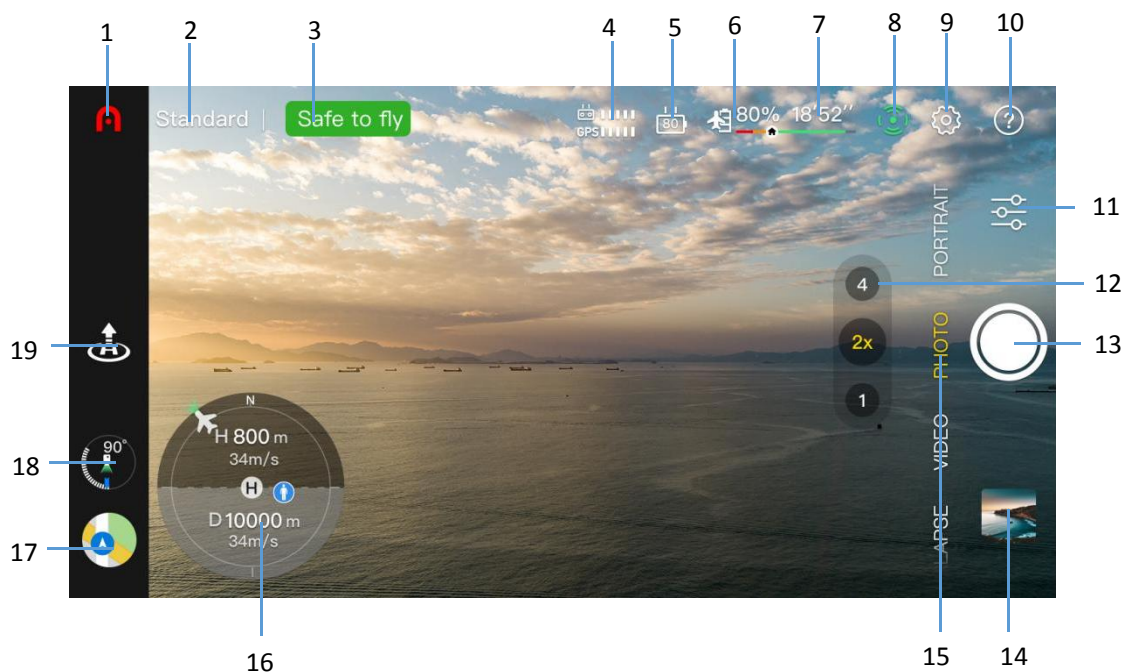 1 2 3 4 5 6 7 8 9 10
Standard | Safe to fly 80 80% 18'52''
GPS
?
11
PORTRAIT
4
12
PHOTO
2x
13
15
1
VIDEO
LAPSE
14
19
18
90°
17
N
H 800 m
34m/s
H
D 10000 m
34m/s
16